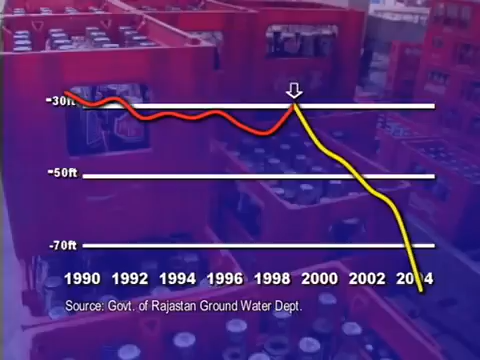 -30ft
-50ft
-70ft
1990 1992 1994 1996 1998 2000 2002 2004
Source: Govt. of Rajastan Ground Water Dept.